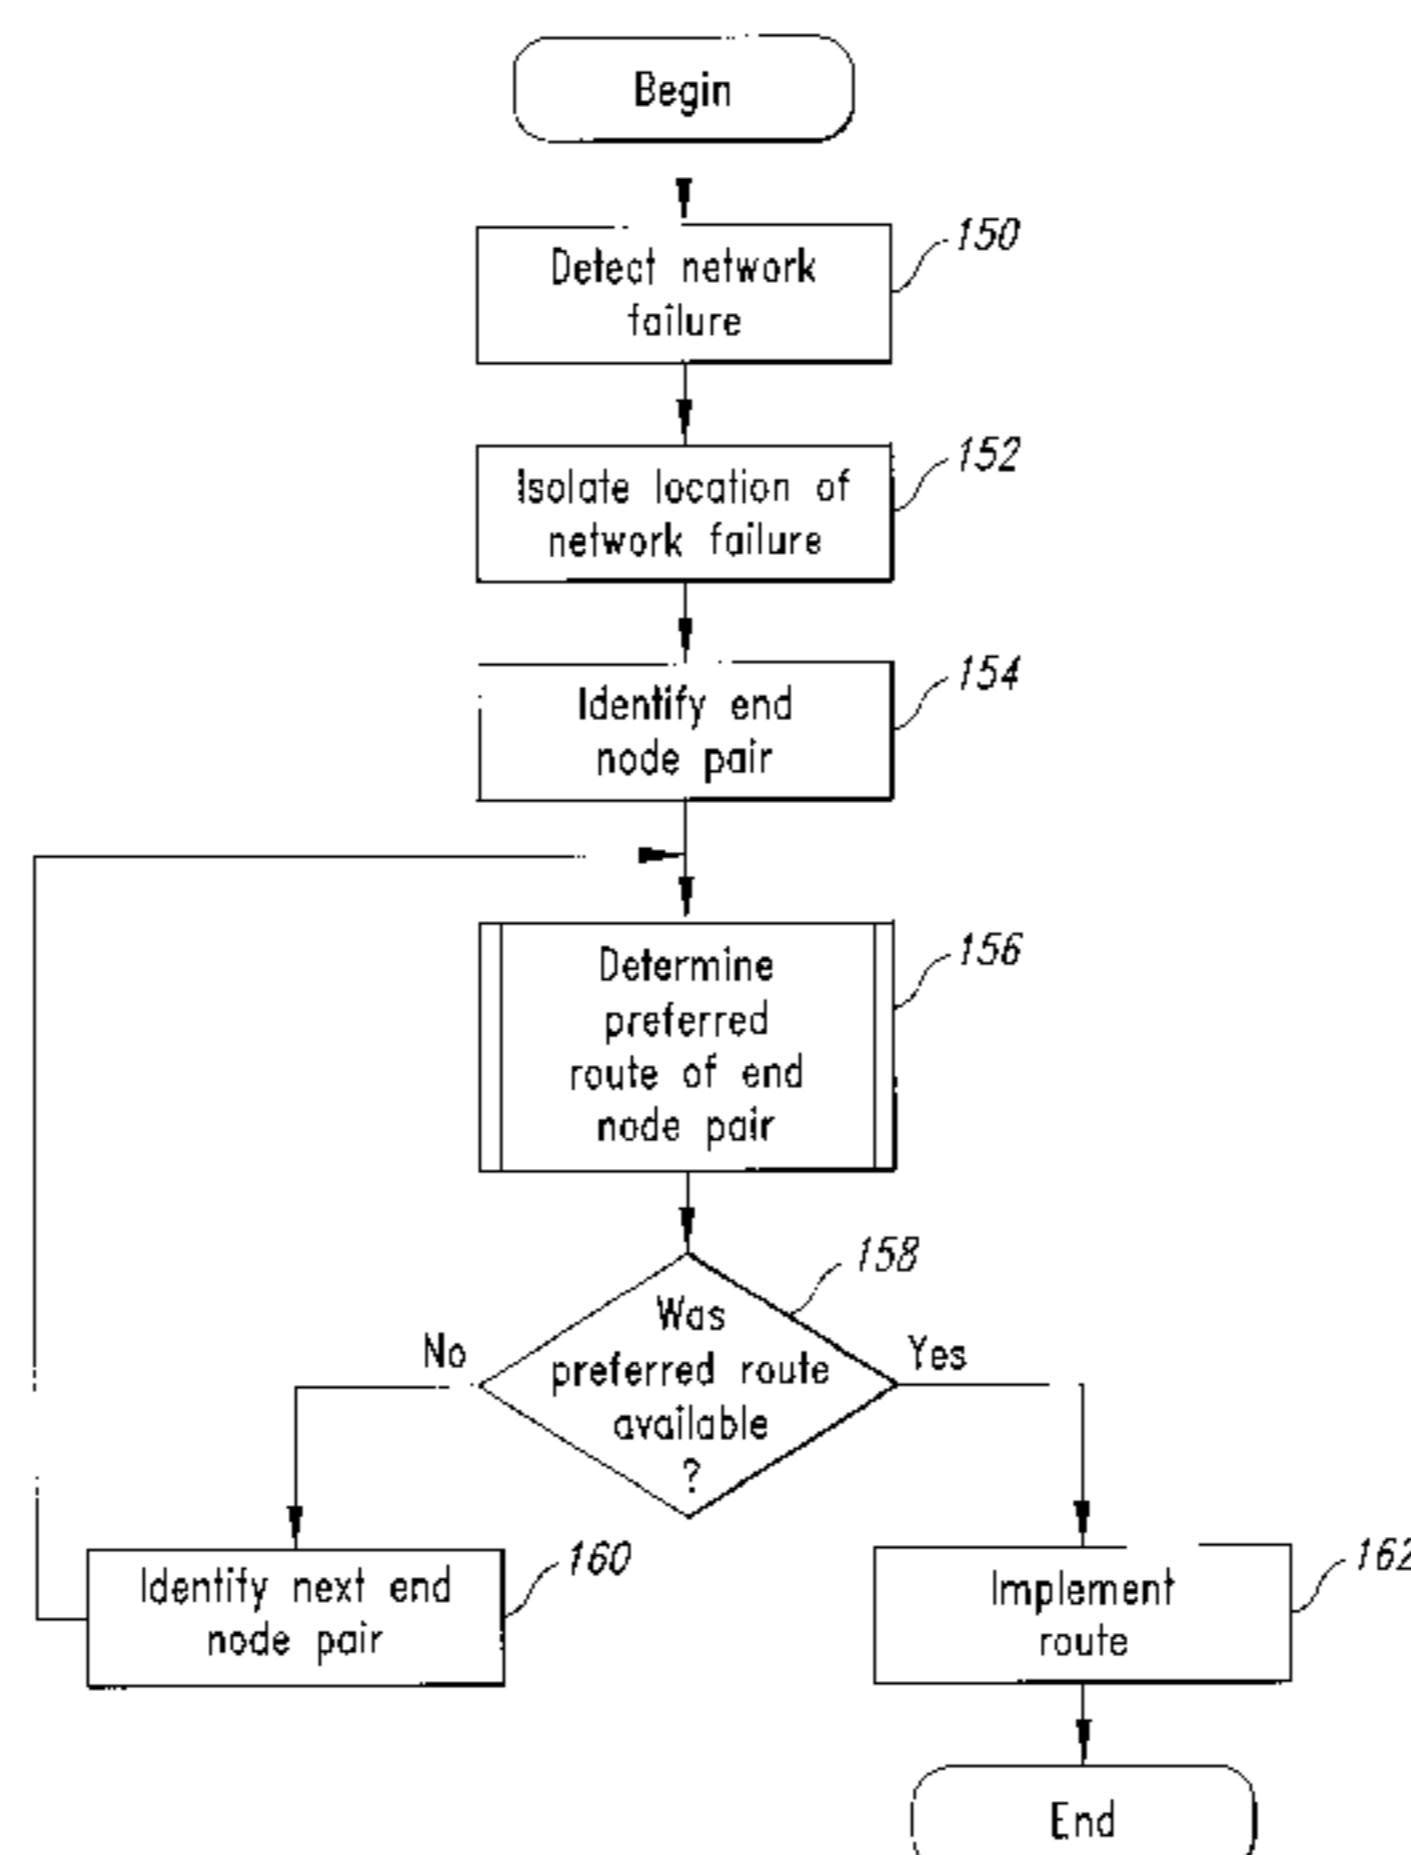 Begin
Detect network
failure
150
Isolate location of
network failure
152
Identify end
node pair
154
Determine
preferred
route of end
node pair
156
Was
preferred route
available
?
158
No
Yes
Identify next end
node pair
160
Implement
route
162
End